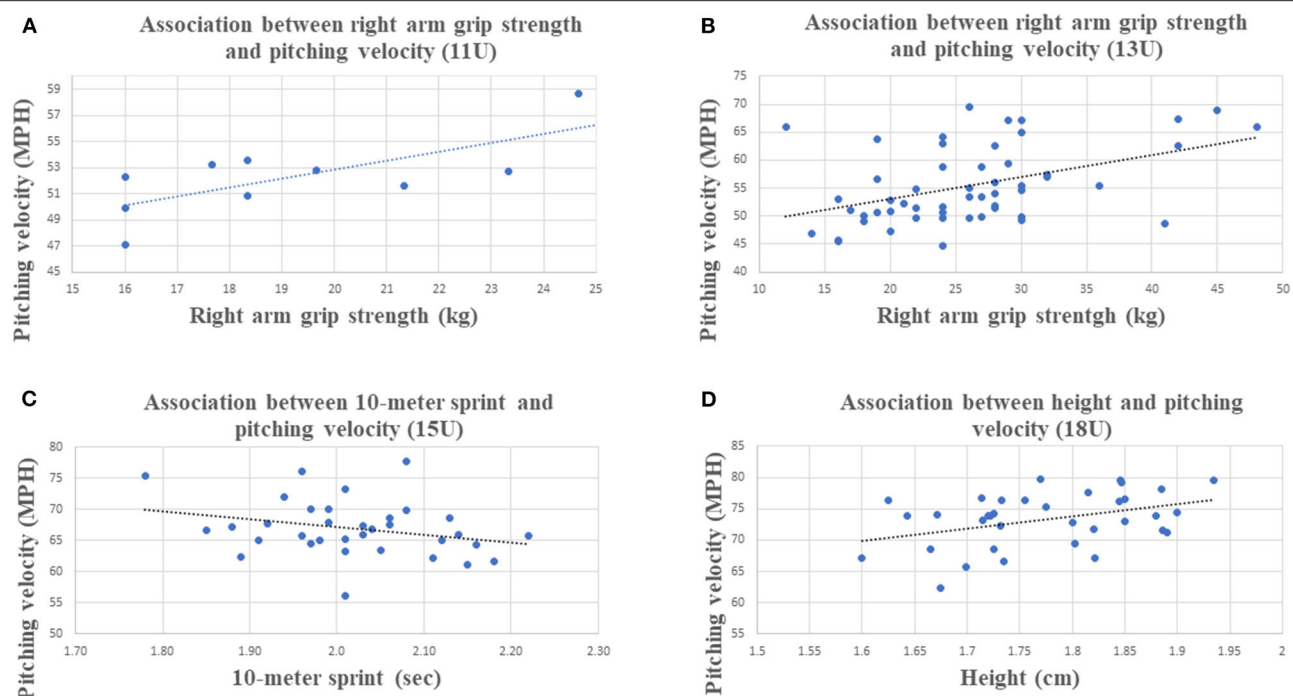 A
Association between right arm grip strength
and pitching velocity (11U)
Pitching velocity (MPH)
59
57
55
53
51
49
47
45
15 16 17 18 19 20 21 22 23 24 25
Right arm grip strength (kg)
B
Association between right arm grip strength
and pitching velocity (13U)
Pitching velocity (MPH)
75
70
65
60
55
50
45
40
10 15 20 25 30 35 40 45 50
Right arm grip strentgh (kg)
C
Association between 10-meter sprint and
pitching velocity (15U)
Pitching velocity (MPH)
80
75
70
65
60
55
50
1.70 1.80 1.90 2.00 2.10 2.20 2.30
10-meter sprint (sec)
D
Association between height and pitching
velocity (18U)
Pitching velocity (MPH)
85
80
75
70
65
60
55
1.5 1.55 1.6 1.65 1.7 1.75 1.8 1.85 1.9 1.95 2
Height (cm)